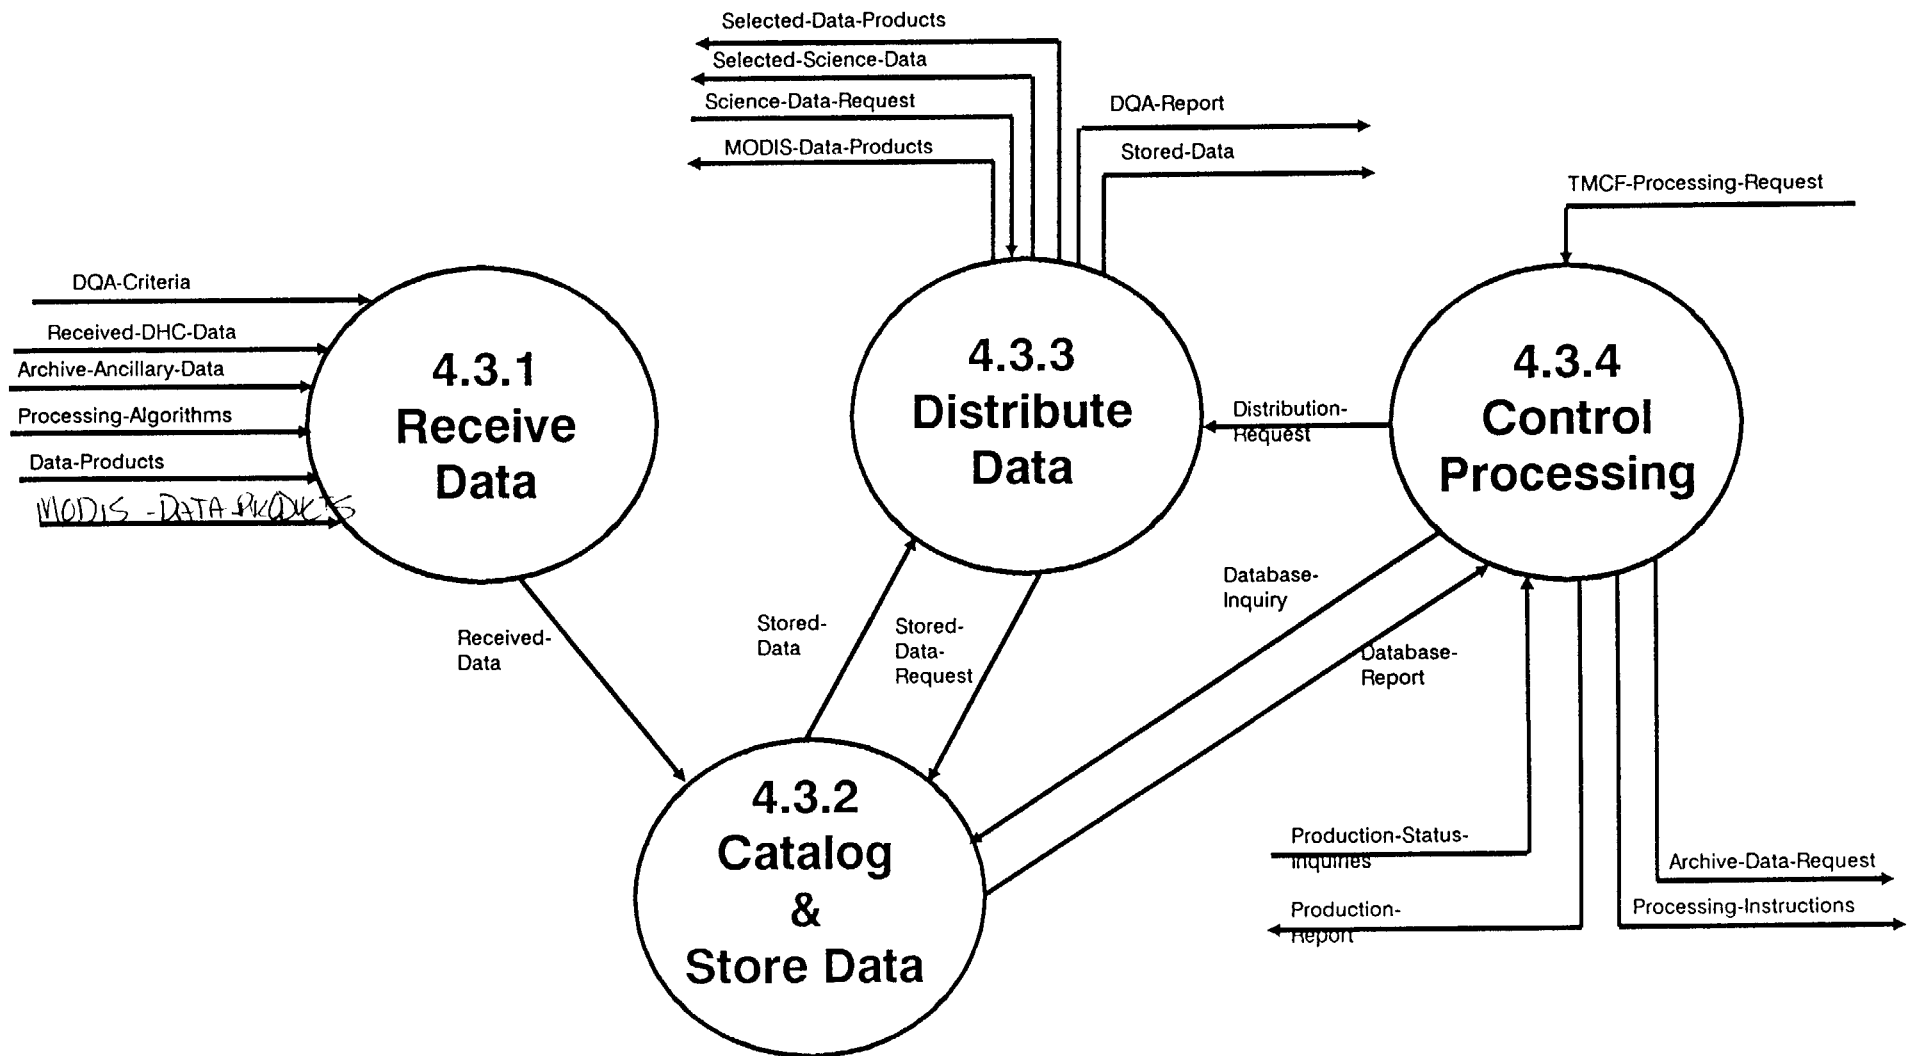 Selected-Data-Products
Selected-Science-Data
Science-Data-Request
MODIS-Data-Products
DQA-Report
Stored-Data
TMCF-Processing-Request
DQA-Criteria
Received-DHC-Data
Archive-Ancillary-Data
Processing-Algorithms
Data-Products
MODIS-DATA-PRODUCTS
4.3.1
Receive
Data
4.3.3
Distribute
Data
Distribution-
Request
4.3.4
Control
Processing
Received-
Data
Stored-
Data
Stored-
Data-
Request
Database-
Inquiry
Database-
Report
4.3.2
Catalog
&
Store Data
Production-Status-
Inquiries
Production-
Report
Archive-Data-Request
Processing-Instructions